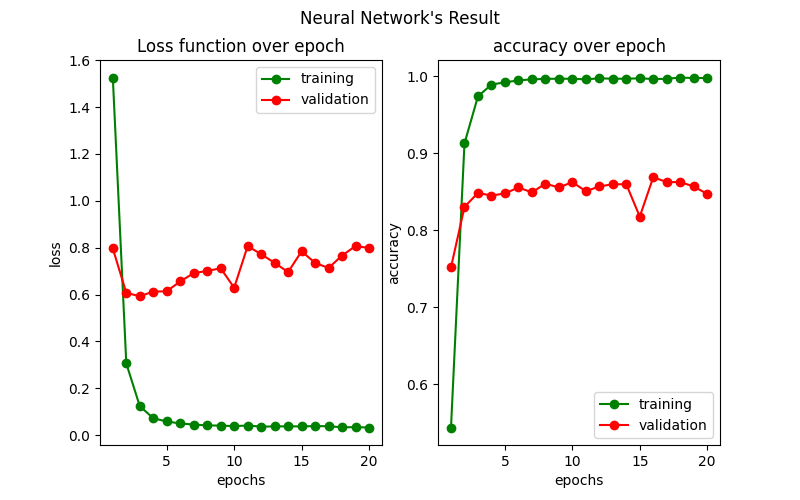 Neural Network's Result
Loss function over epoch
1.6
1.4
1.2
1.0
0.8
0.6
0.4
0.2
0.0
loss
5
10
15
20
epochs
training
validation
accuracy over epoch
1.0
0.9
0.8
0.7
0.6
accuracy
5
10
15
20
epochs
training
validation